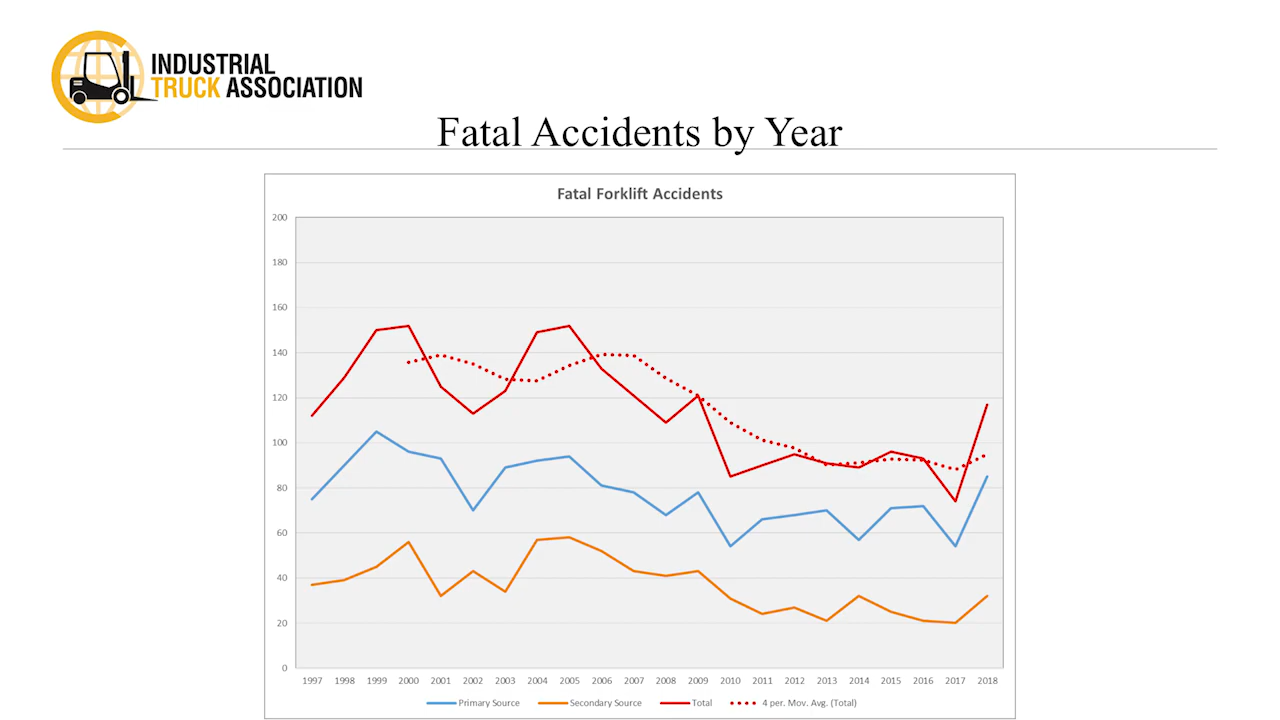 INDUSTRIAL
TRUCK ASSOCIATION
Fatal Accidents by Year
Fatal Forklift Accidents
200
180
160
140
120
100
80
60
40
20
0
1997 1998 1999 2000 2001 2002 2003 2004 2005 2006 2007 2008 2009 2010 2011 2012 2013 2014 2015 2016 2017 2018
Primary Source Secondary Source Total 4 per. Mov. Avg. (Total)